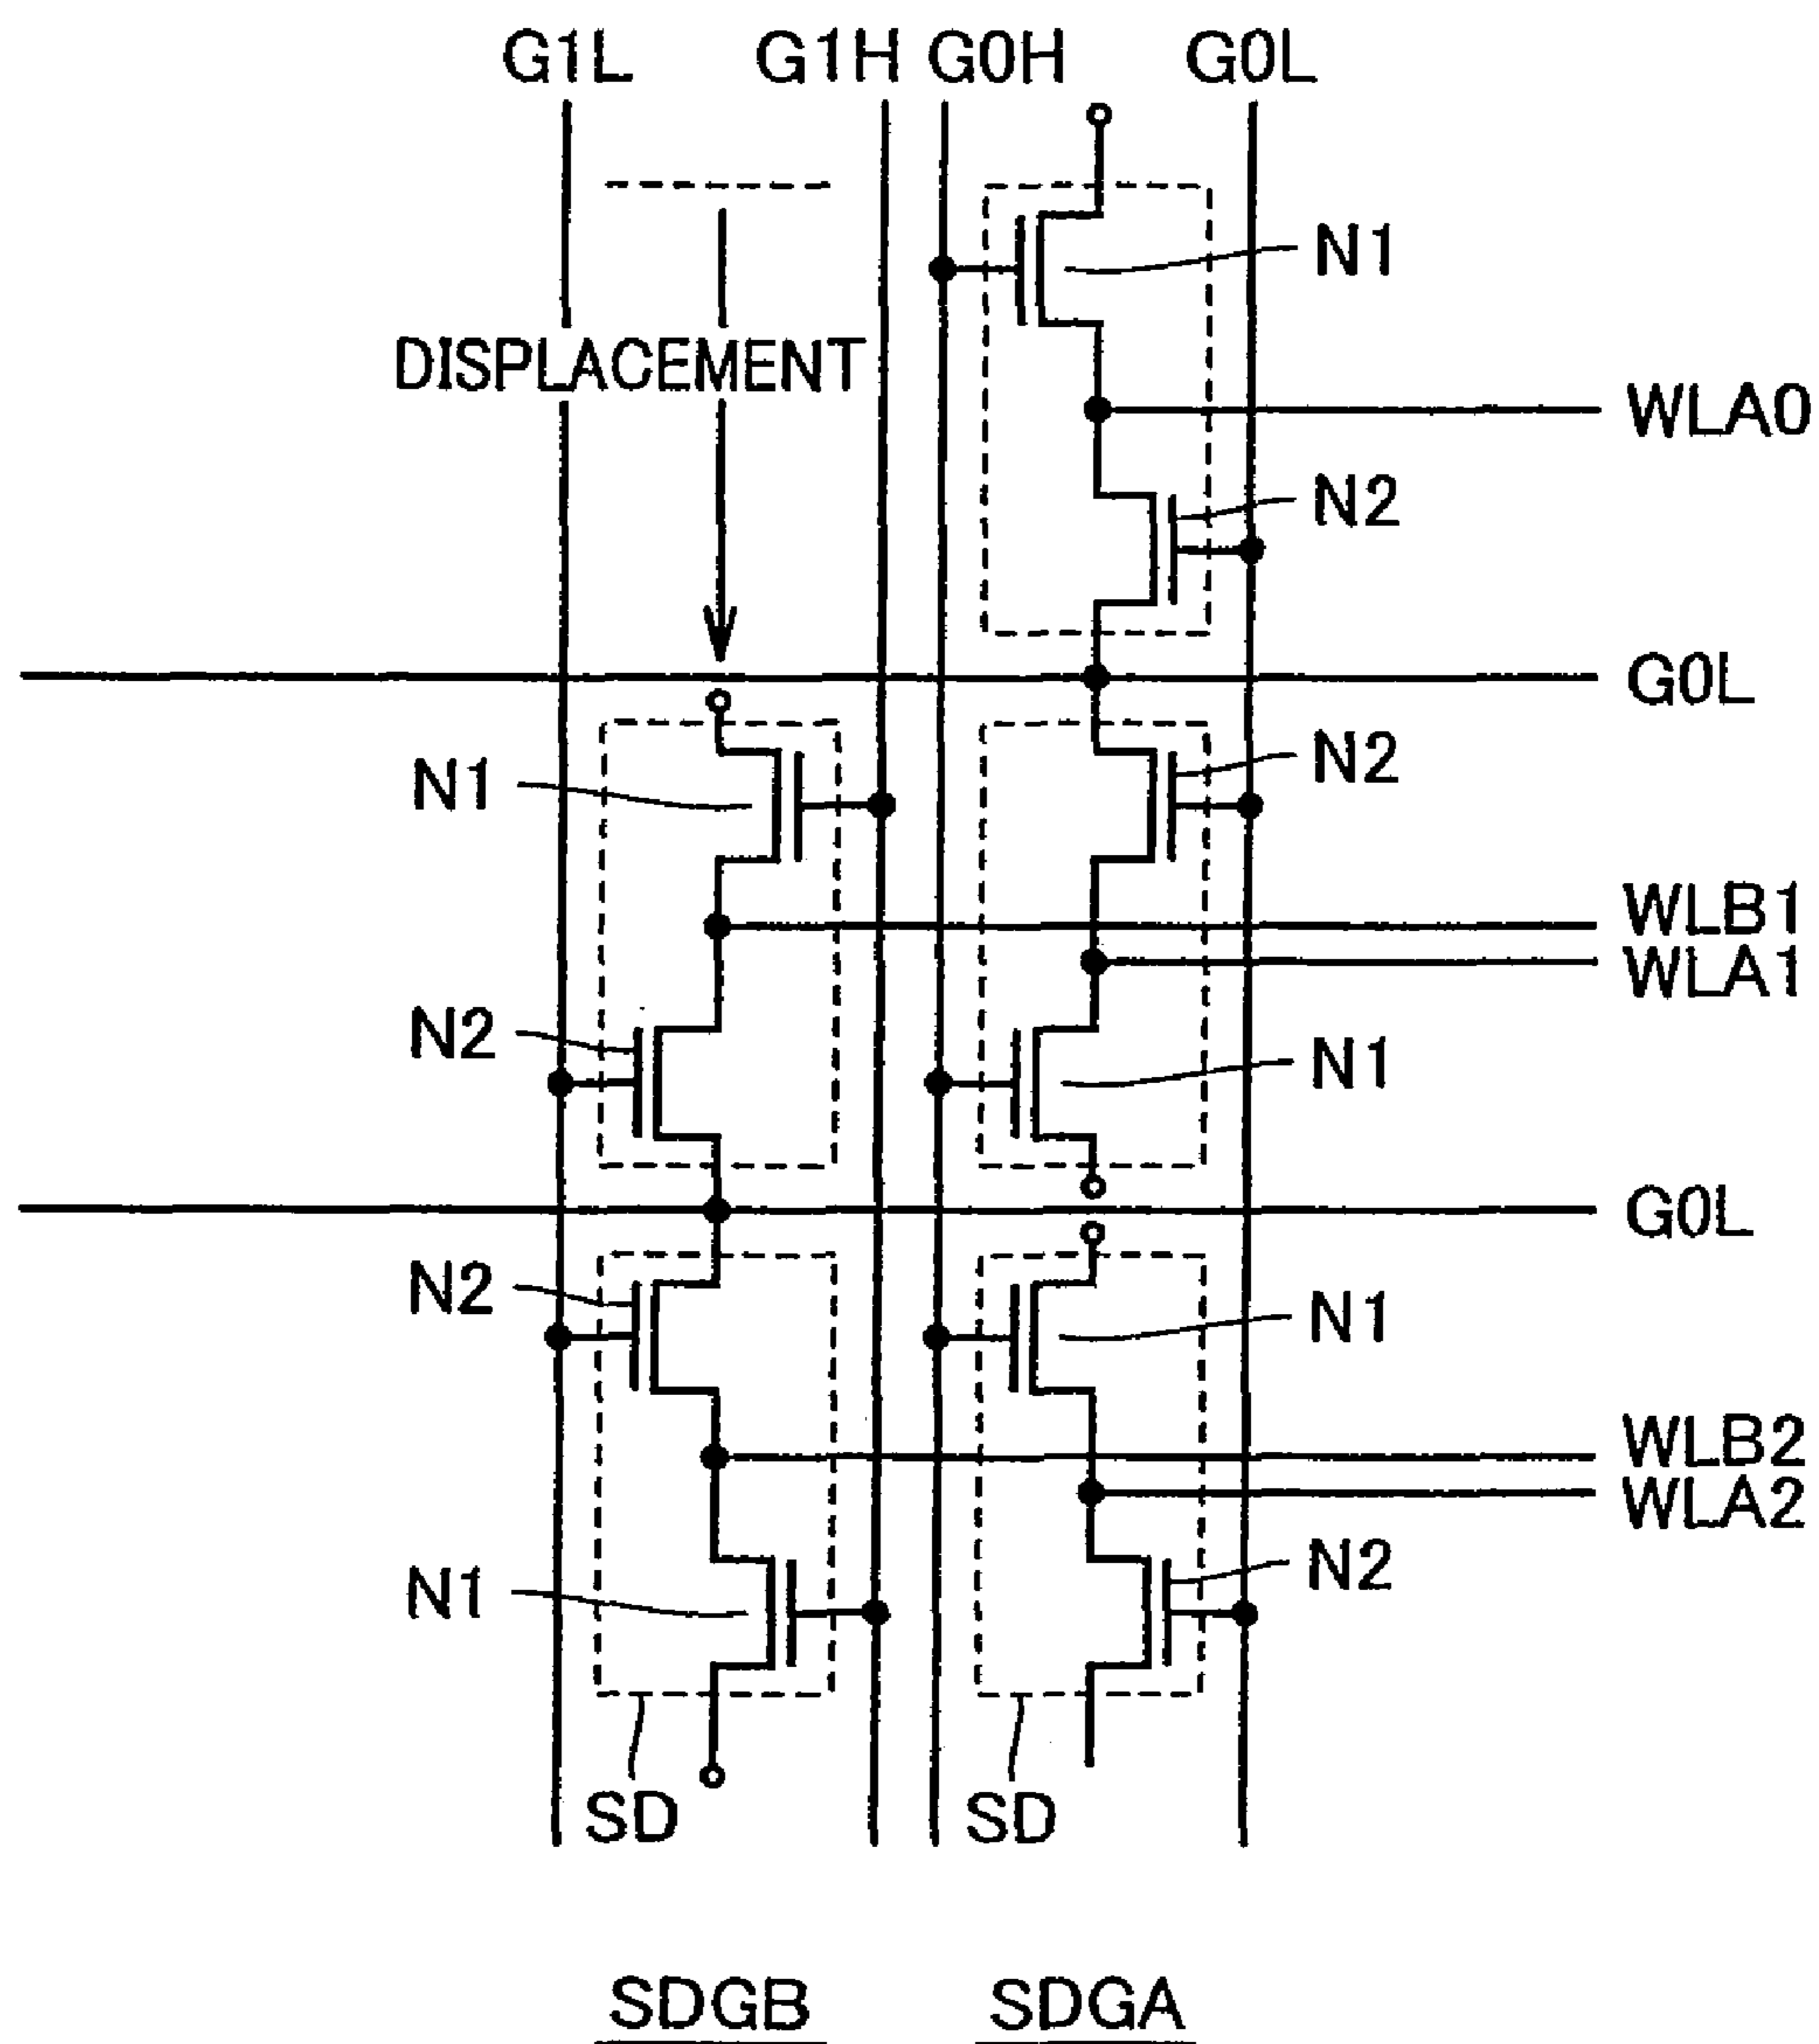 G1L G1H G0H G0L
N1
DISPLACEMENT
WLA0
N2
G0L
N1 N2
WLB1
WLA1
N2 N1
G0L
N2 N1
WLB2
WLA2
N1 N2
SD SD
SDGB SDGA